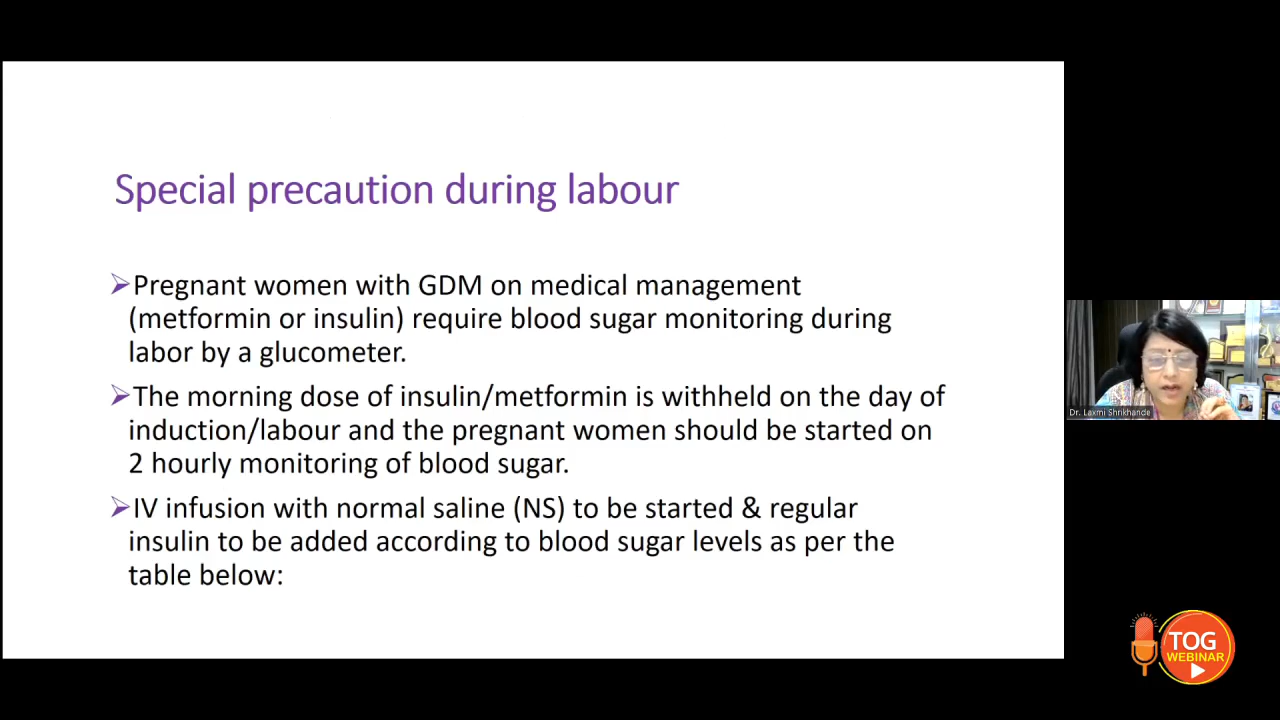 Special precaution during labour
➢Pregnant women with GDM on medical management
(metformin or insulin) require blood sugar monitoring during
labor by a glucometer.
➢The morning dose of insulin/metformin is withheld on the day of
induction/labour and the pregnant women should be started on
2 hourly monitoring of blood sugar.
➢IV infusion with normal saline (NS) to be started & regular
insulin to be added according to blood sugar levels as per the
table below:
Dr. Laxmi Shrikhande
TOG
WEBINAR